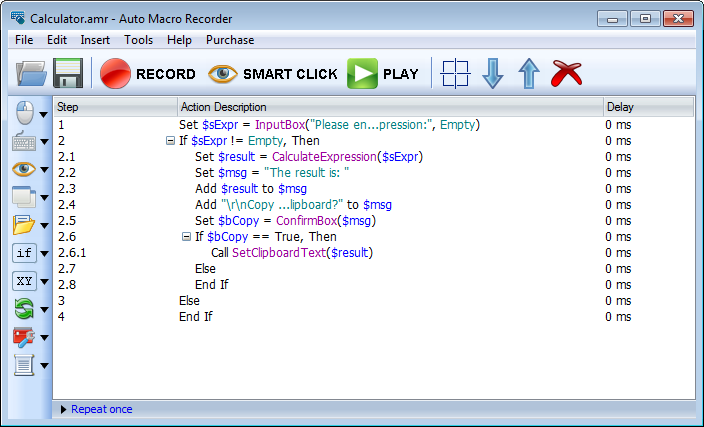 Calculator.amr - Auto Macro Recorder
File Edit Insert Tools Help Purchase
RECORD SMART CLICK PLAY
Step Action Description Delay
1 Set $sExpr = InputBox("Please en...pression:", Empty) 0 ms
2 If $sExpr != Empty, Then 0 ms
2.1 Set $result = CalculateExpression($sExpr) 0 ms
2.2 Set $msg = "The result is: " 0 ms
2.3 Add $result to $msg 0 ms
2.4 Add "\r\nCopy ...lipboard?" to $msg 0 ms
2.5 Set $bCopy = ConfirmBox($msg) 0 ms
2.6 If $bCopy == True, Then 0 ms
2.6.1 Call SetClipboardText($result) 0 ms
2.7 Else 0 ms
2.8 End If 0 ms
3 Else 0 ms
4 End If 0 ms
if
XY
Repeat once